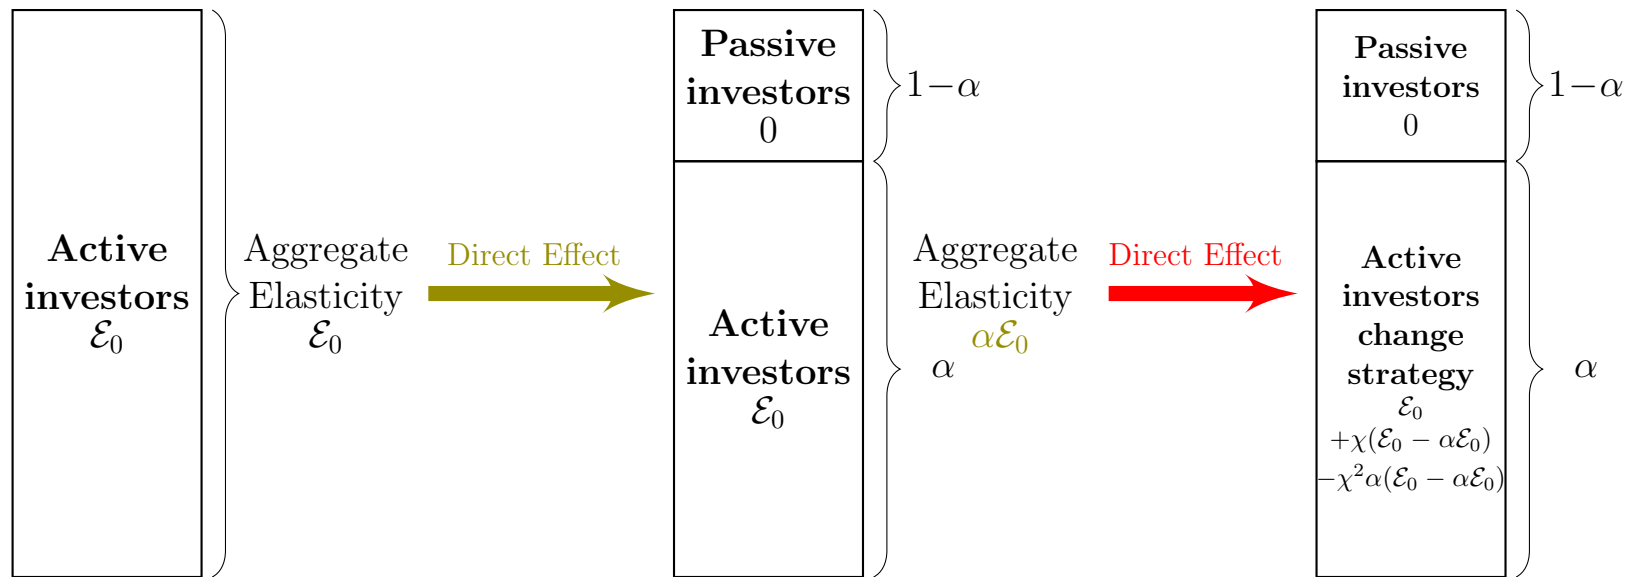 Active
investors
ℰ₀
Aggregate
Elasticity
ℰ₀
Direct Effect
Passive
investors
0
1−α
Active
investors
ℰ₀
α
Aggregate
Elasticity
αℰ₀
Direct Effect
Passive
investors
0
1−α
Active
investors
change
strategy
ℰ₀
+χ(ℰ₀ − αℰ₀)
−χ²α(ℰ₀ − αℰ₀)
α